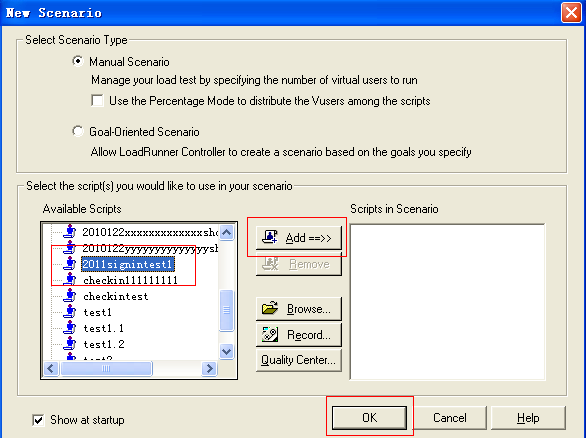 New Scenario
Select Scenario Type
Manual Scenario
Manage your load test by specifying the number of virtual users to run
Use the Percentage Mode to distribute the Vusers among the scripts
Goal-Oriented Scenario
Allow LoadRunner Controller to create a scenario based on the goals you specify
Select the script(s) you would like to use in your scenario
Available Scripts
Scripts in Scenario
2010122xxxxxxxxxxxxxsho
2010122yyyyyyyyyyyyyysh
2011signintest1
checkin111111111
checkintest
test1
test1.1
test1.2
test2
Add ==>>
Remove
Browse...
Record...
Quality Center...
Show at startup
OK
Cancel
Help